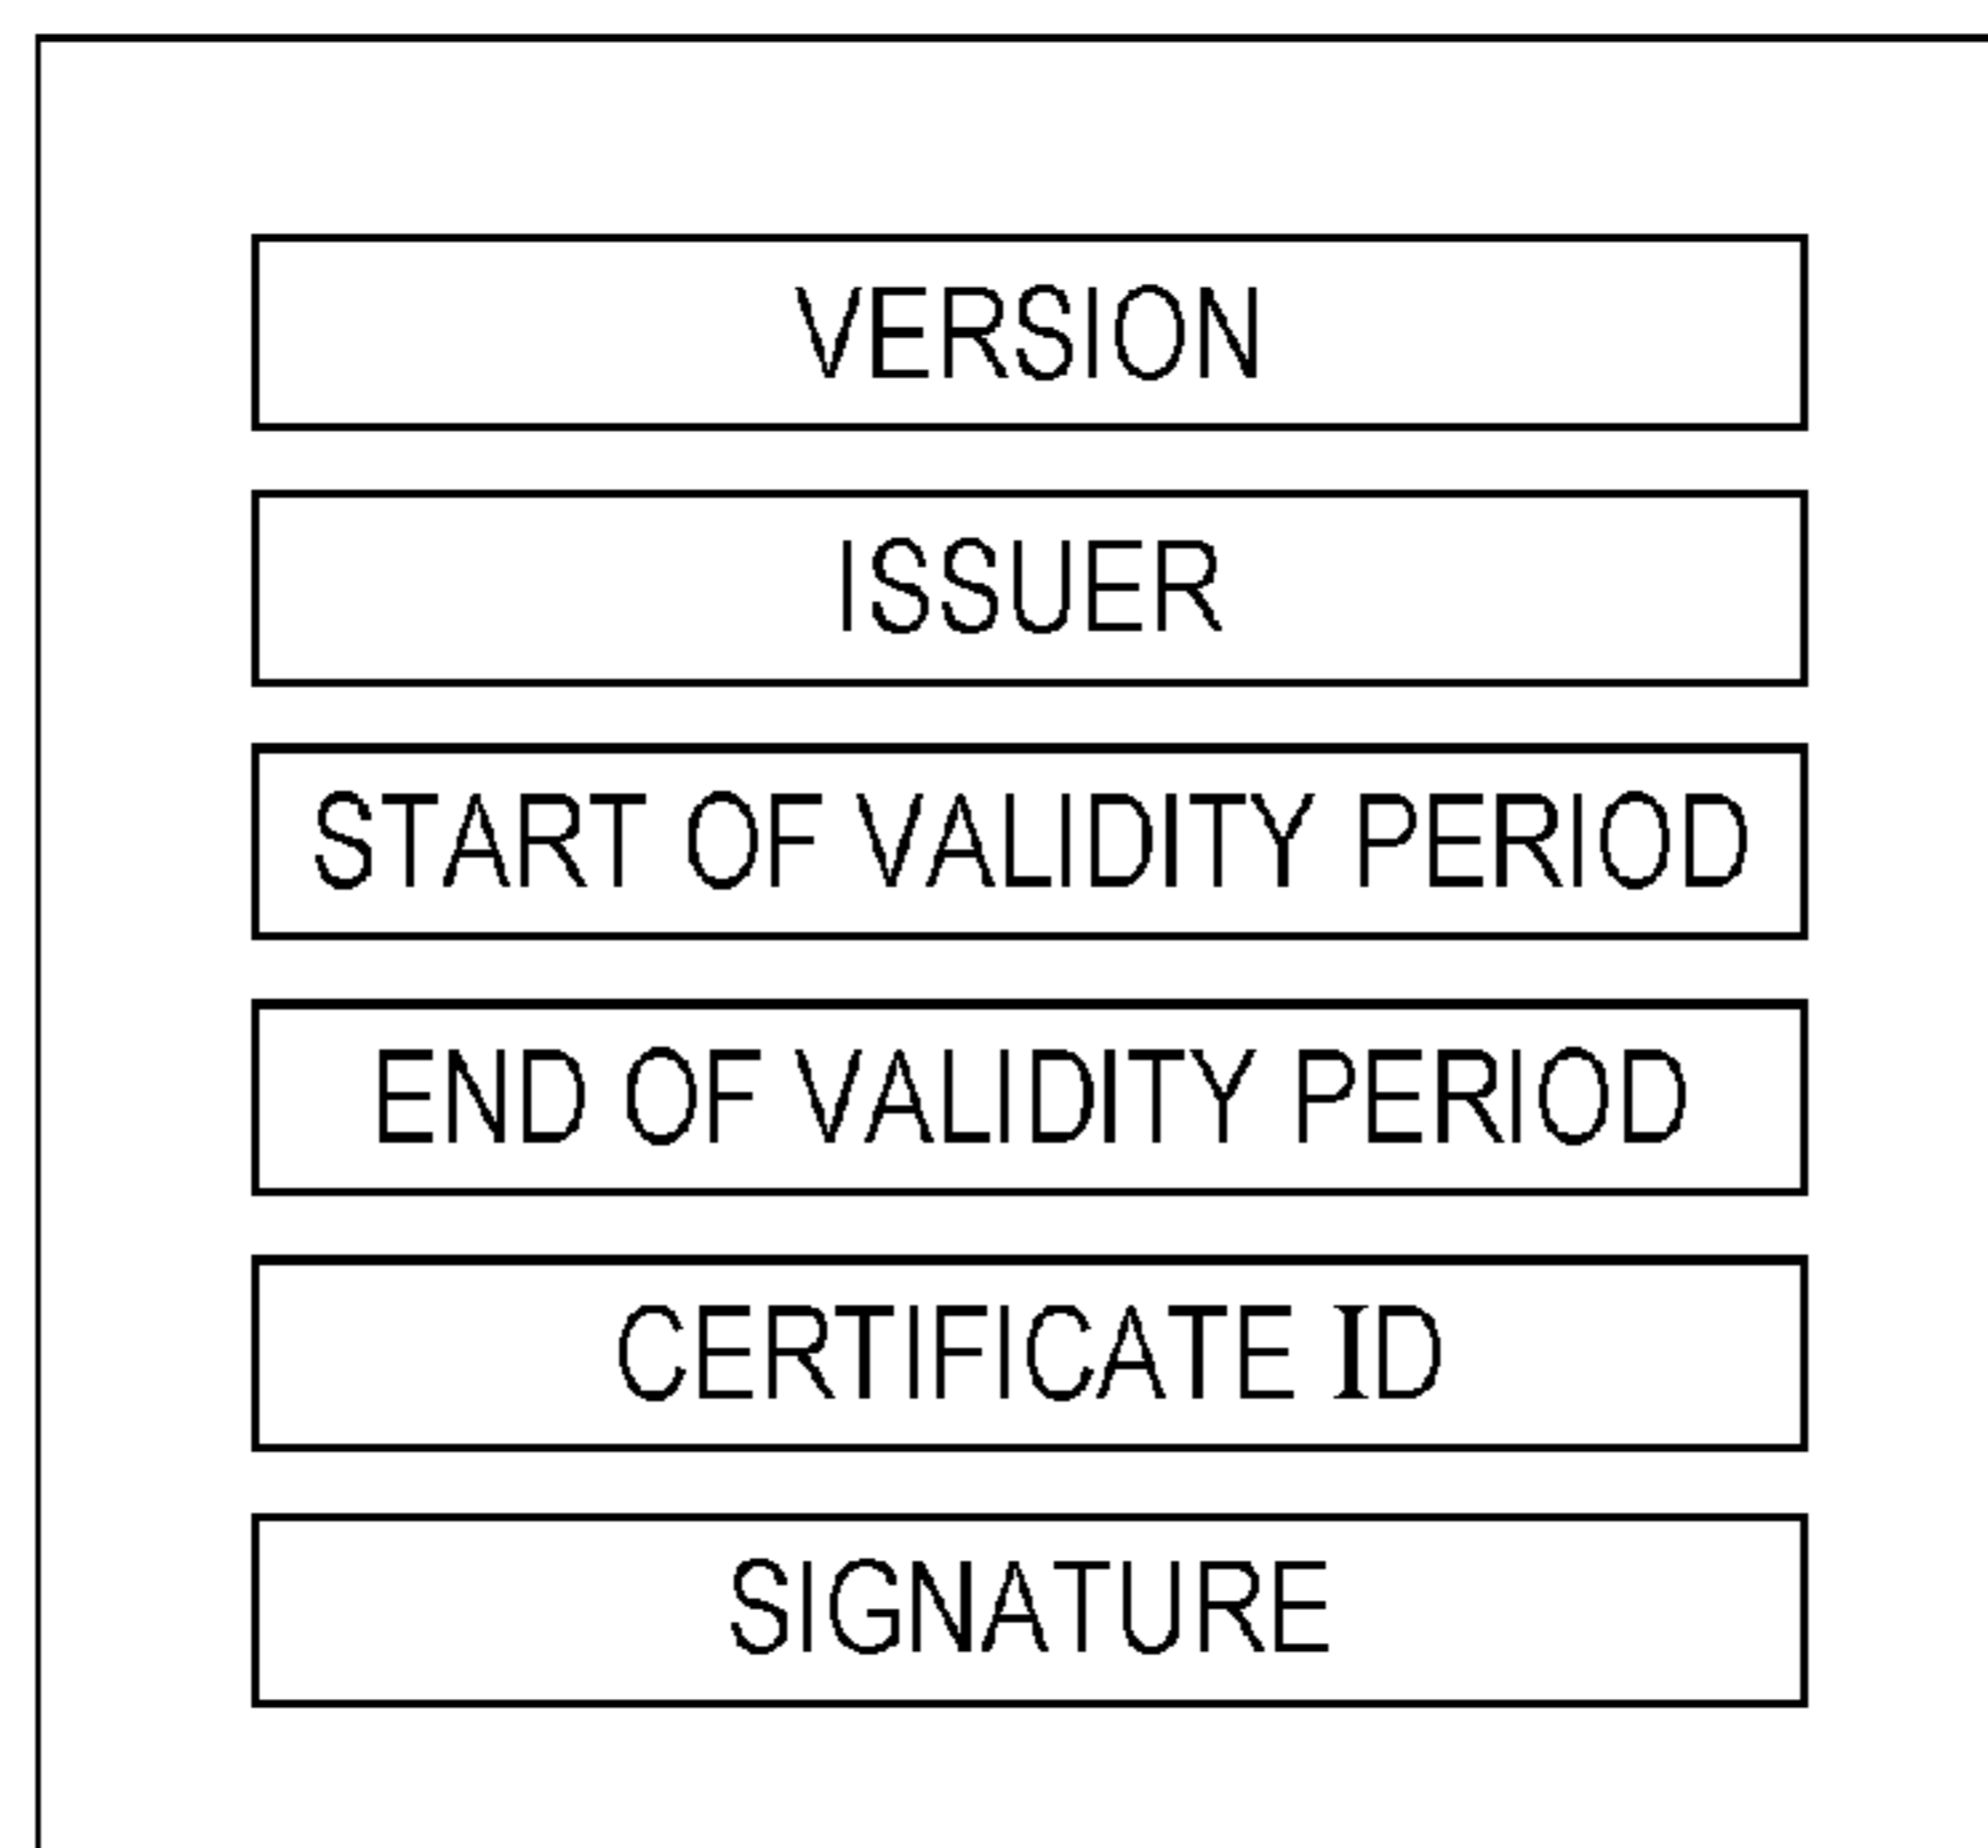 VERSION
ISSUER
START OF VALIDITY PERIOD
END OF VALIDITY PERIOD
CERTIFICATE ID
SIGNATURE